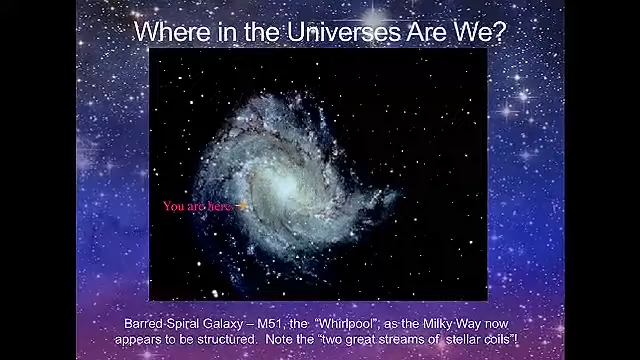 Where in the Universes Are We?
You are here
Barred-Spiral Galaxy – M51, the "Whirlpool", as the Milky Way now
appears to be structured. Note the "two great streams of stellar coils"!